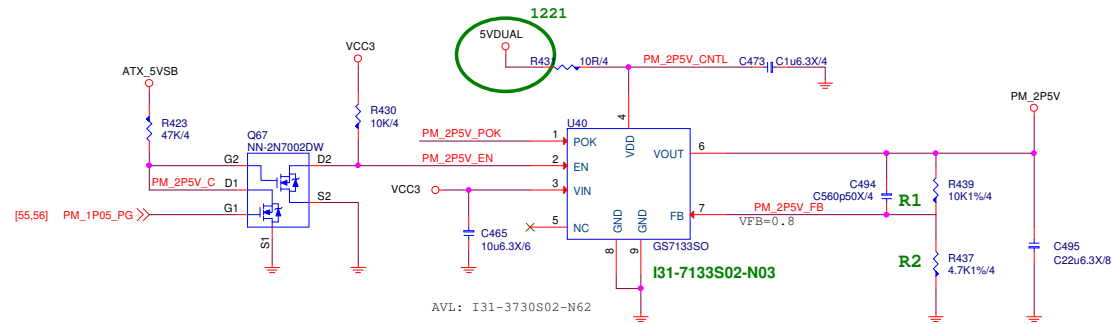 1221
5VDUAL
VCC3
R431 10R/4 PM_2P5V_CNTL C473 C1u6.3X/4
ATX_5VSB
PM_2P5V
R423
47K/4
R430
10K/4
Q67
NN-2N7002DW
U40
4
PM_2P5V_POK 1 POK
VDD
VOUT 6
G2 D2 PM_2P5V_EN 2 EN
PM_2P5V_C D1 S2
VCC3 3 VIN
C494
C560p50X/4
R1
R439
10K1%/4
[55,56] PM_1P05_PG G1
S1
FB 7 PM_2P5V_FB
VFB=0.8
5 NC
GND
GND
GS7133SO
8
9
C465
10u6.3X/6
R2
R437
4.7K1%/4
C495
C22u6.3X/8
I31-7133S02-N03
AVL: I31-3730S02-N62